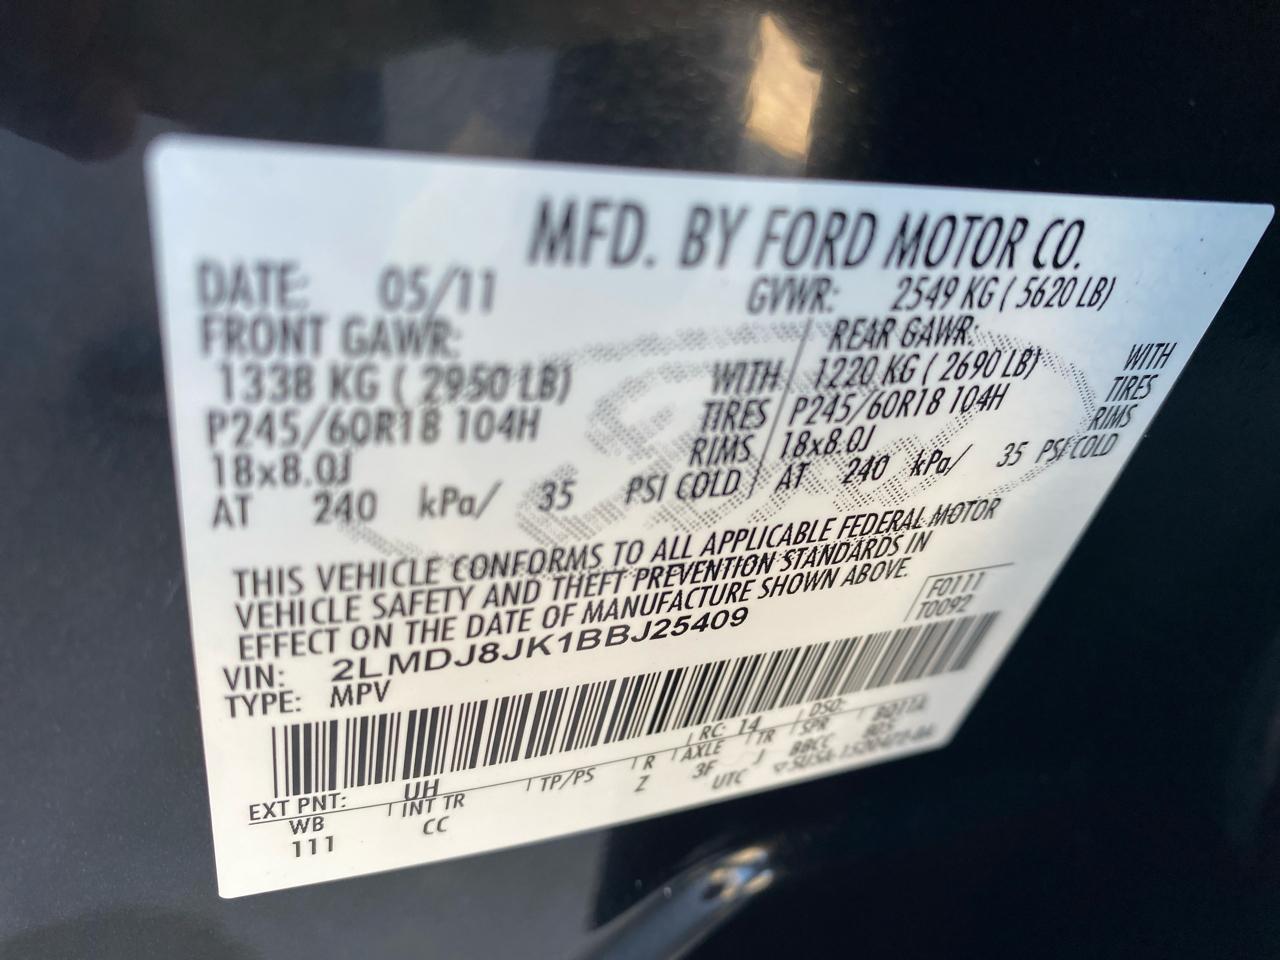 MFD. BY FORD MOTOR CO.
DATE: 05/11 GVWR: 2549 KG ( 5620 LB)
FRONT GAWR: REAR GAWR:
1338 KG ( 2950 LB) WITH 1220 KG ( 2690 LB) WITH
P245/60R18 104H TIRES P245/60R18 104H TIRES
18x8.0J RIMS 18x8.0J RIMS
AT 240 kPa/ 35 PSI COLD AT 240 kPa/ 35 PSI COLD
THIS VEHICLE CONFORMS TO ALL APPLICABLE FEDERAL MOTOR
VEHICLE SAFETY AND THEFT PREVENTION STANDARDS IN
EFFECT ON THE DATE OF MANUFACTURE SHOWN ABOVE.
F0111
T0092
VIN: 2LMDJ8JK1BBJ25409
TYPE: MPV
EXT PNT: UH RC: 14 DSO:
WB INT TR TP/PS R AXLE TR SPR
111 CC Z 3F J BBCC
UTC